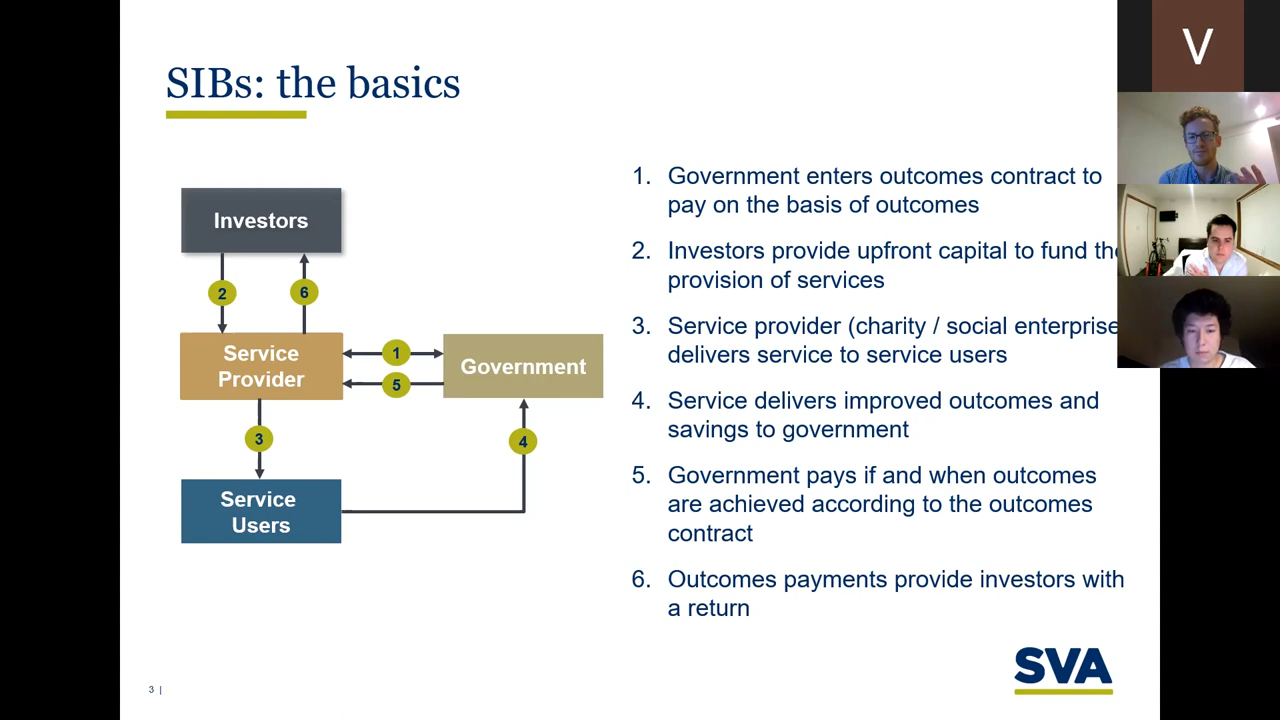 SIBs: the basics
V
Investors
2
6
Service
Provider
1
5
Government
3
4
Service
Users
1. Government enters outcomes contract to
pay on the basis of outcomes
2. Investors provide upfront capital to fund the
provision of services
3. Service provider (charity / social enterprise
delivers service to service users
4. Service delivers improved outcomes and
savings to government
5. Government pays if and when outcomes
are achieved according to the outcomes
contract
6. Outcomes payments provide investors with
a return
SVA
3 |